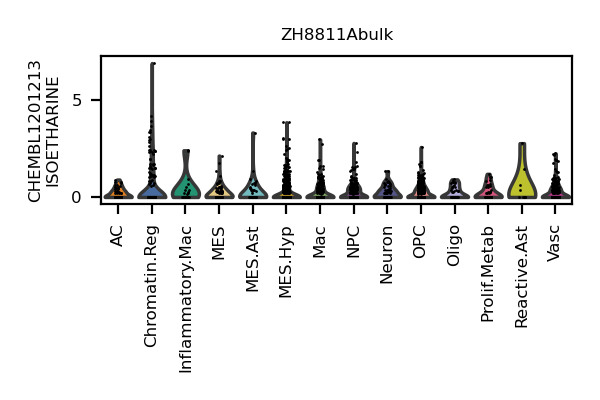 ZH8811Abulk
CHEMBL1201213
ISOETHARINE
5
0
AC
Chromatin.Reg
Inflammatory.Mac
MES
MES.Ast
MES.Hyp
Mac
NPC
Neuron
OPC
Oligo
Prolif.Metab
Reactive.Ast
Vasc